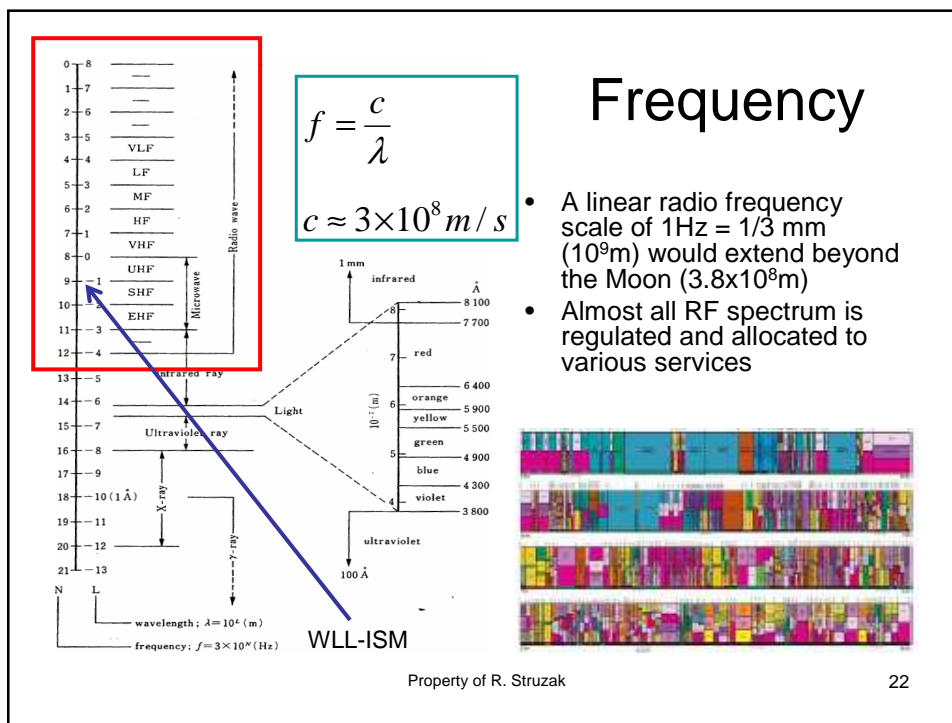 Frequency
f = c/λ
c ≈ 3×10⁸ m/s
• A linear radio frequency
scale of 1Hz = 1/3 mm
(10⁹m) would extend beyond
the Moon (3.8x10⁸m)
• Almost all RF spectrum is
regulated and allocated to
various services
0 8
1 7
2 6
3 5
VLF
4 4
LF
5 3
MF
6 2
HF
7 1
VHF
8 0
UHF
9 −1
SHF
10 −2
EHF
11 −3
12 −4
13 −5
14 −6
15 −7
16 −8
17 −9
18 −10 (1Å)
19 −11
20 −12
21 −13
N L
Radio wave
Microwave
Infrared ray
Light
Ultraviolet ray
X-ray
γ-ray
wavelength; λ=10ᴸ (m)
frequency; f=3×10ᴺ (Hz)
1 mm
infrared
Å
8 8 100
7 700
red
7
6 400
orange
6 5 900
yellow
5 500
green
5 4 900
blue
4 300
violet
4 3 800
10⁻⁷ (m)
ultraviolet
100 Å
WLL-ISM
Property of R. Struzak
22